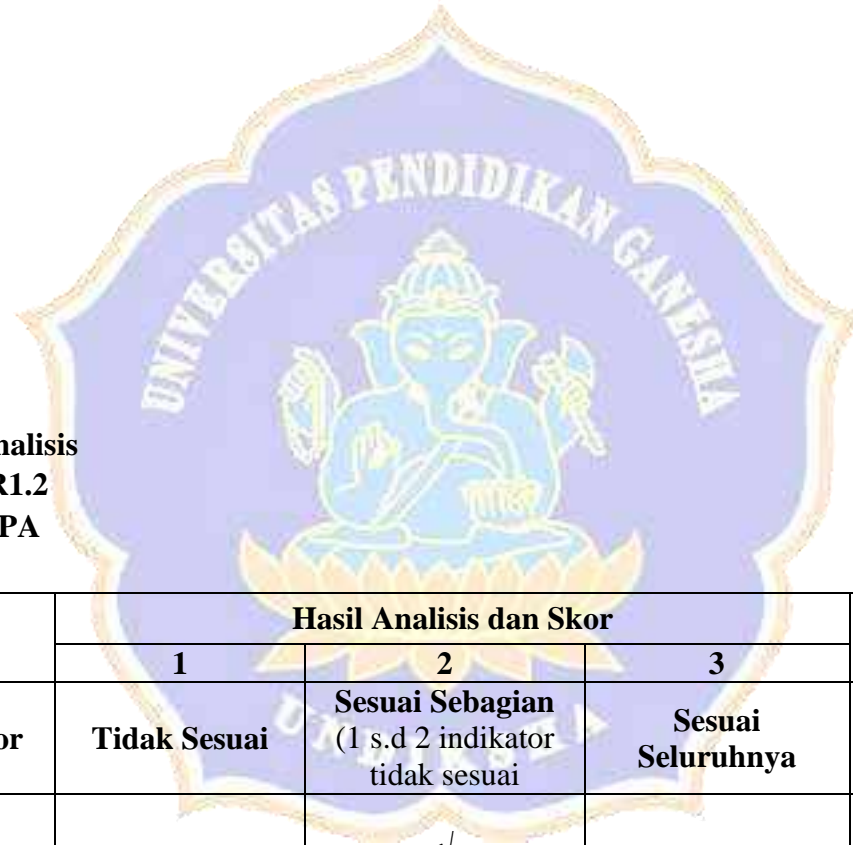 UNIVERSITAS PENDIDIKAN GANESHA
nalisis
R1.2
PA
Hasil Analisis dan Skor
1 2 3
or Tidak Sesuai Sesuai Sebagian (1 s.d 2 indikator tidak sesuai Sesuai Seluruhnya
UNDIKSHA
√